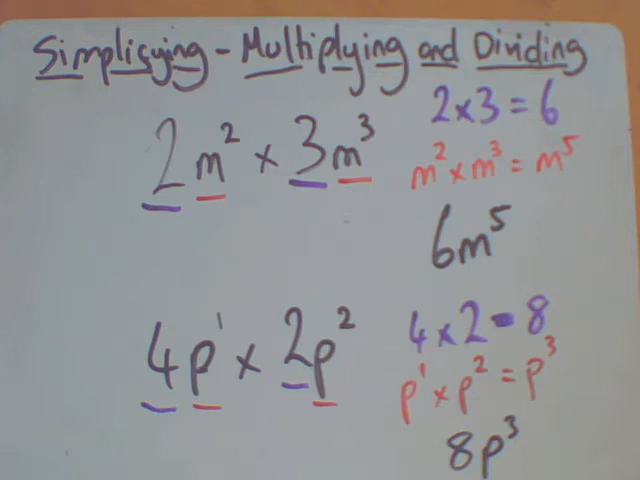 Simplisying - Multiplying and Dividing
2m² × 3m³
2 × 3 = 6
m² × m³ = m⁵
6m⁵
4p¹ × 2p²
4 × 2 = 8
p¹ × p² = p³
8p³